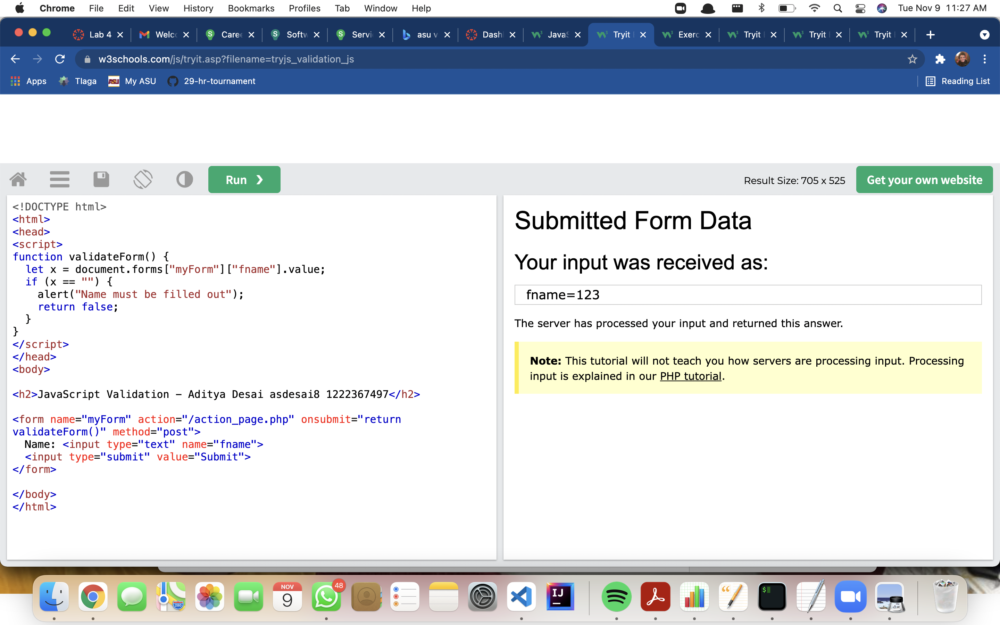 Chrome File Edit View History Bookmarks Profiles Tab Window Help Tue Nov 9 11:27 AM
Lab 4 Welc Caree Softw Servi asu v Dash JavaS Tryit Exerc Tryit Tryit Tryit
w3schools.com/js/tryit.asp?filename=tryjs_validation_js
Apps Tlaga ASU My ASU 29-hr-tournament Reading List
Run ❯ Result Size: 705 x 525 Get your own website
<!DOCTYPE html>
<html>
<head>
<script>
function validateForm() {
  let x = document.forms["myForm"]["fname"].value;
  if (x == "") {
    alert("Name must be filled out");
    return false;
  }
}
</script>
</head>
<body>
<h2>JavaScript Validation – Aditya Desai asdesai8 1222367497</h2>
<form name="myForm" action="/action_page.php" onsubmit="return
validateForm()" method="post">
  Name: <input type="text" name="fname">
  <input type="submit" value="Submit">
</form>
</body>
</html>
Submitted Form Data
Your input was received as:
fname=123
The server has processed your input and returned this answer.
Note: This tutorial will not teach you how servers are processing input. Processing
input is explained in our PHP tutorial.
280 NOV 9 48 IJ $